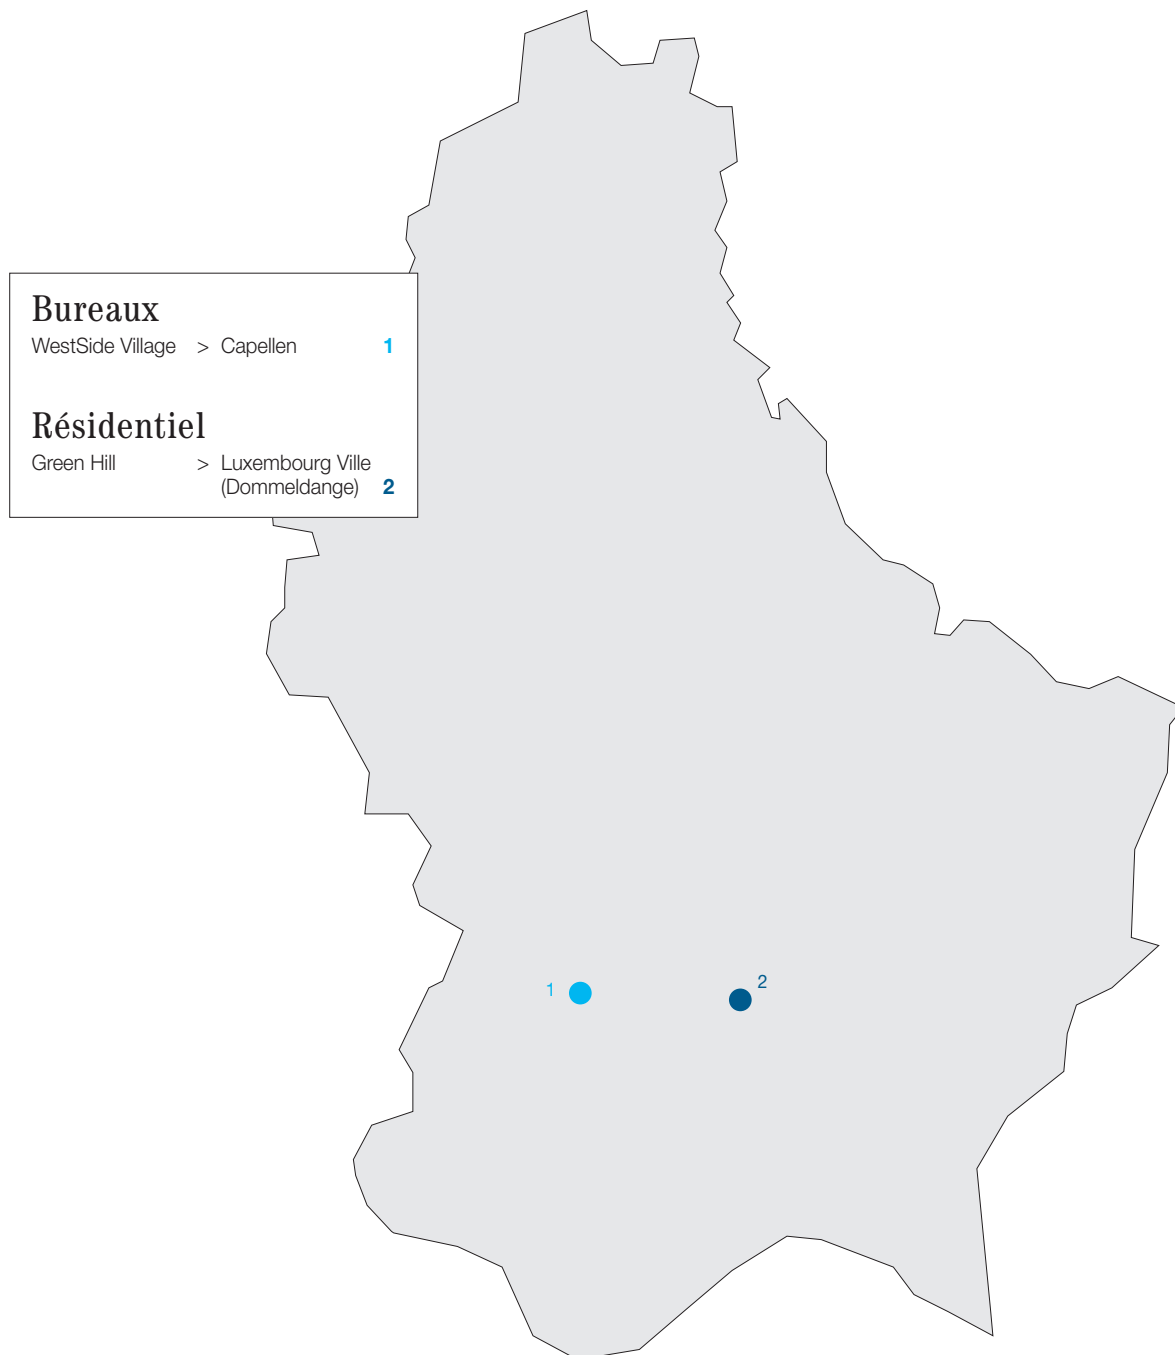 Bureaux
WestSide Village > Capellen 1
Résidentiel
Green Hill > Luxembourg Ville
(Dommeldange) 2
1
2